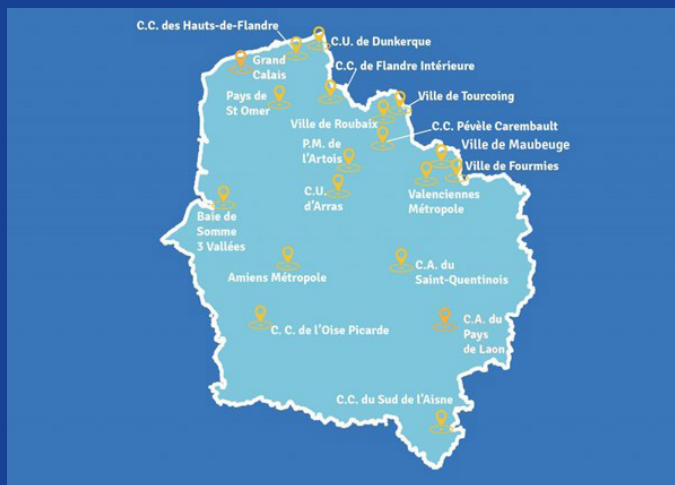 C.C. des Hauts-de-Flandre
C.U. de Dunkerque
Grand
Calais
C.C. de Flandre Intérieure
Pays de
St Omer
Ville de Tourcoing
Ville de Roubaix
C.C. Pévèle Carembault
P.M. de
l'Artois
Ville de Maubeuge
Ville de Fourmies
C.U.
d'Arras
Valenciennes
Métropole
Baie de
Somme
3 Vallées
Amiens Métropole
C.A. du
Saint-Quentinois
C. C. de l'Oise Picarde
C.A. du
Pays
de Laon
C.C. du Sud de l'Aisne